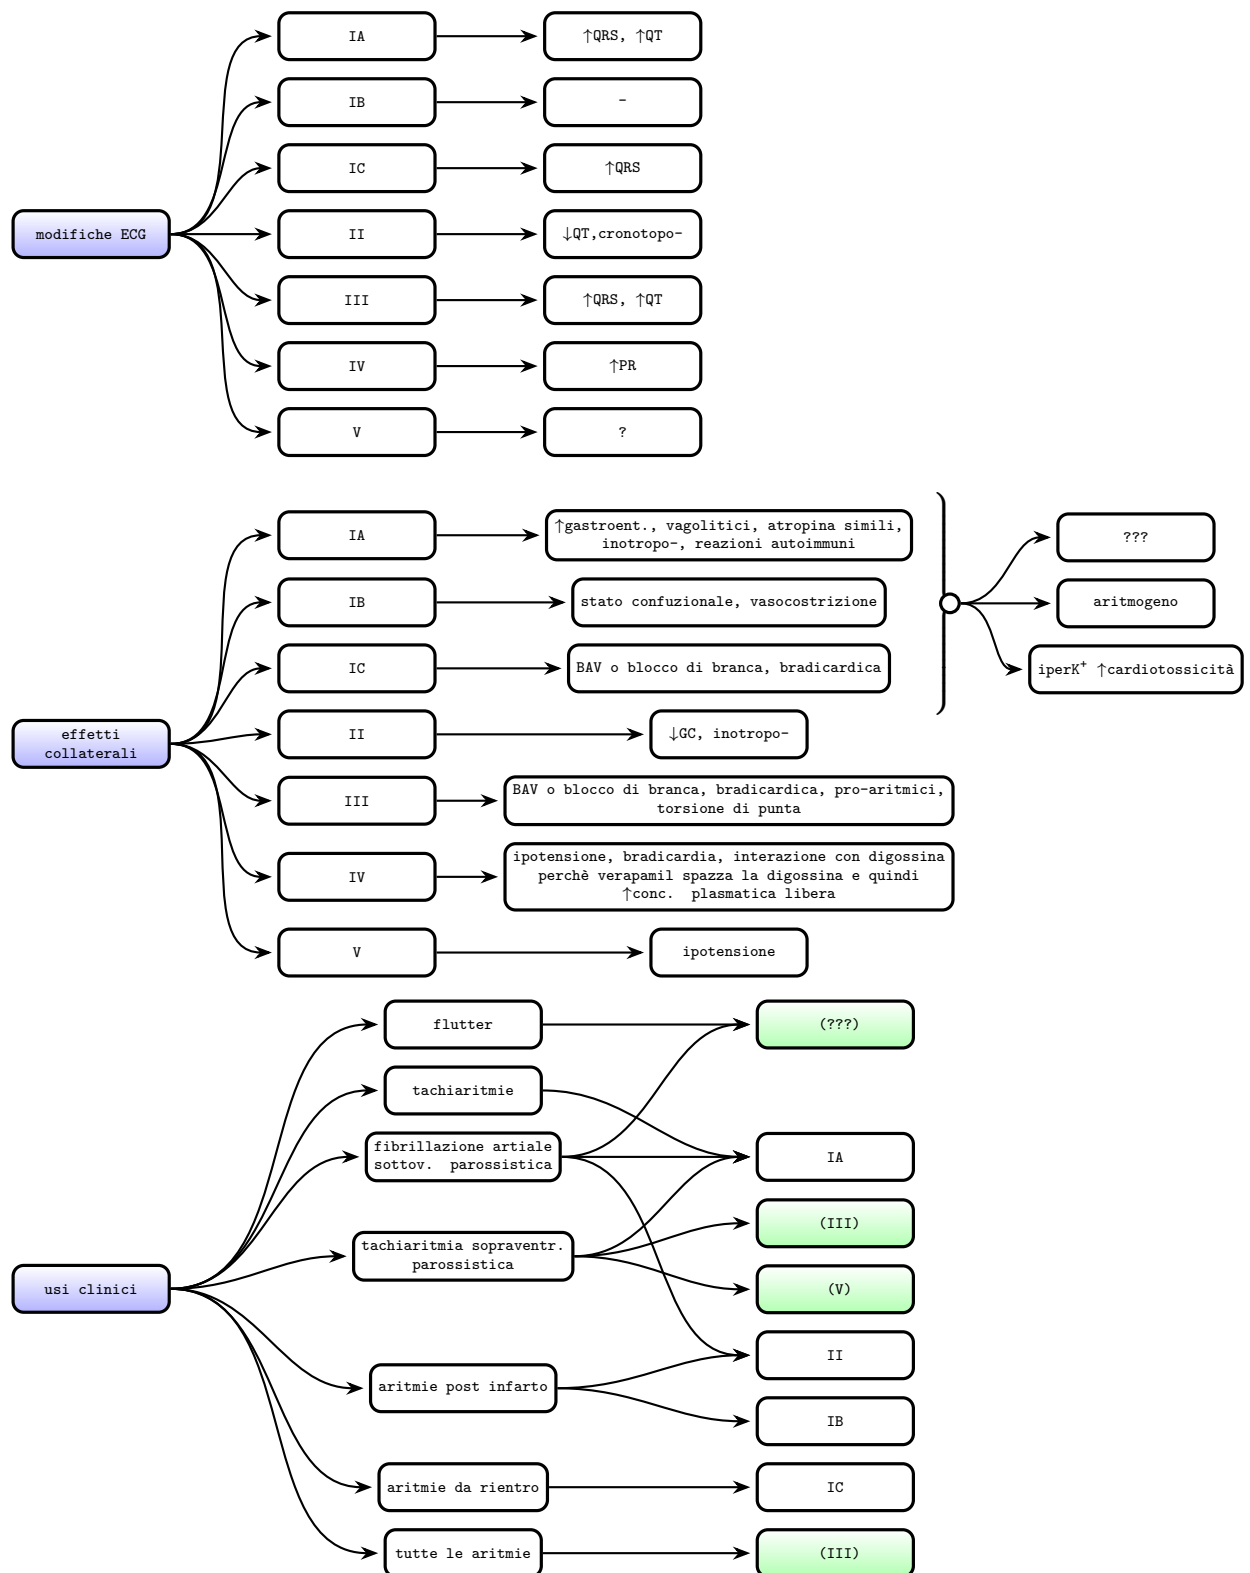 modifiche ECG
IA
↑QRS, ↑QT
IB
-
IC
↑QRS
II
↓QT,cronotopo-
III
↑QRS, ↑QT
IV
↑PR
V
?
effetti
collaterali
IA
↑gastroent., vagolitici, atropina simili,
inotropo-, reazioni autoimmuni
IB
stato confuzionale, vasocostrizione
IC
BAV o blocco di branca, bradicardica
II
↓GC, inotropo-
III
BAV o blocco di branca, bradicardica, pro-aritmici,
torsione di punta
IV
ipotensione, bradicardia, interazione con digossina
perchè verapamil spazza la digossina e quindi
↑conc. plasmatica libera
V
ipotensione
???
aritmogeno
iperK⁺ ↑cardiotossicità
usi clinici
flutter
tachiaritmie
fibrillazione artiale
sottov. parossistica
tachiaritmia sopraventr.
parossistica
aritmie post infarto
aritmie da rientro
tutte le aritmie
(???)
IA
(III)
(V)
II
IB
IC
(III)